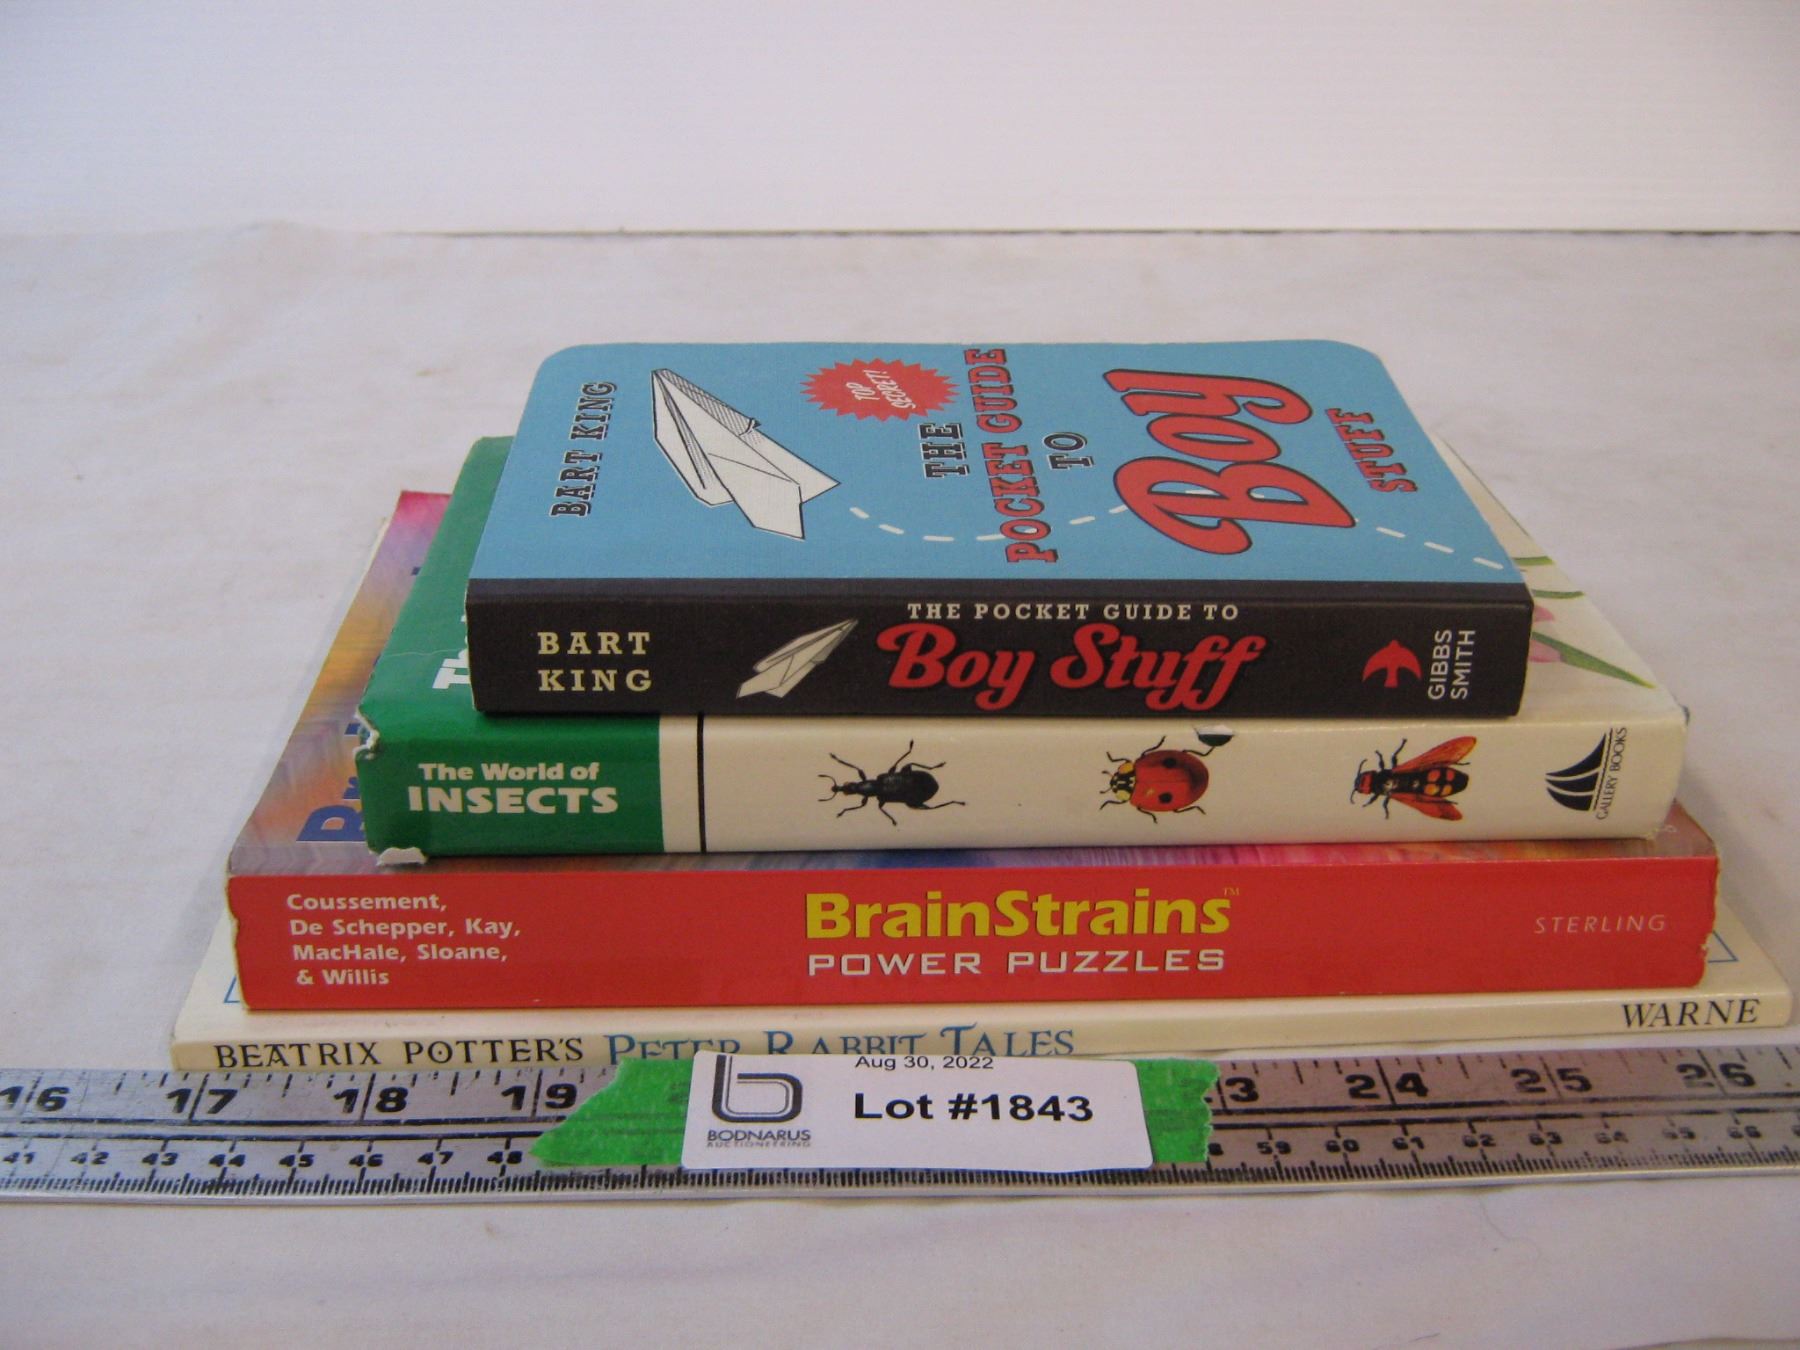 BART KING
TOP
SECRET!
THE
POCKET GUIDE
TO
Boy
STUFF
BART
KING
THE POCKET GUIDE TO
Boy Stuff
GIBBS
SMITH
The World of
INSECTS
GALLERY BOOKS
Coussement,
De Schepper, Kay,
MacHale, Sloane,
& Willis
BrainStrains™
POWER PUZZLES
STERLING
BEATRIX POTTER'S PETER RABBIT TALES
WARNE
16 17 18 19 23 24 25 26
41 42 43 44 45 46 47 48 59 60 61 62 63 64 65 66
Aug 30, 2022
Lot #1843
BODNARUS
AUCTIONEERING